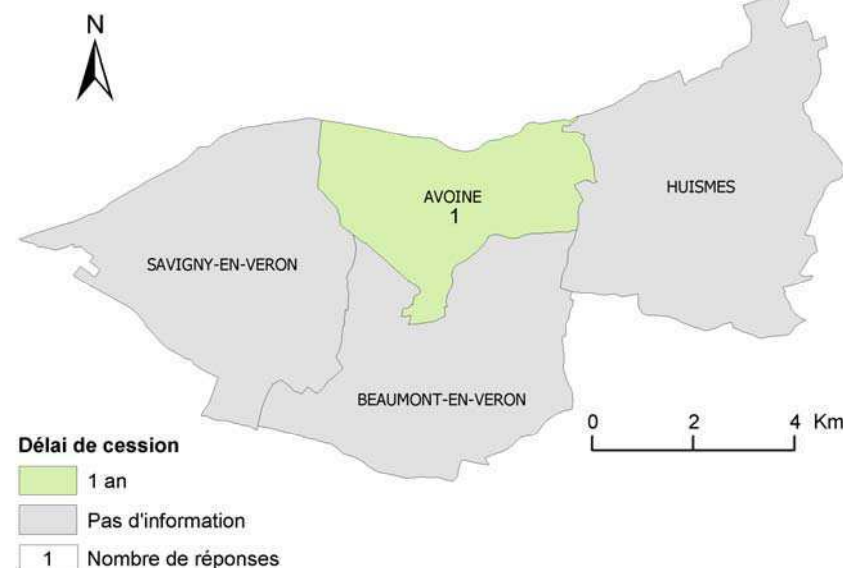 N
HUISMES
AVOINE
1
SAVIGNY-EN-VERON
BEAUMONT-EN-VERON
0 2 4 Km
Délai de cession
1 an
Pas d'information
1 Nombre de réponses